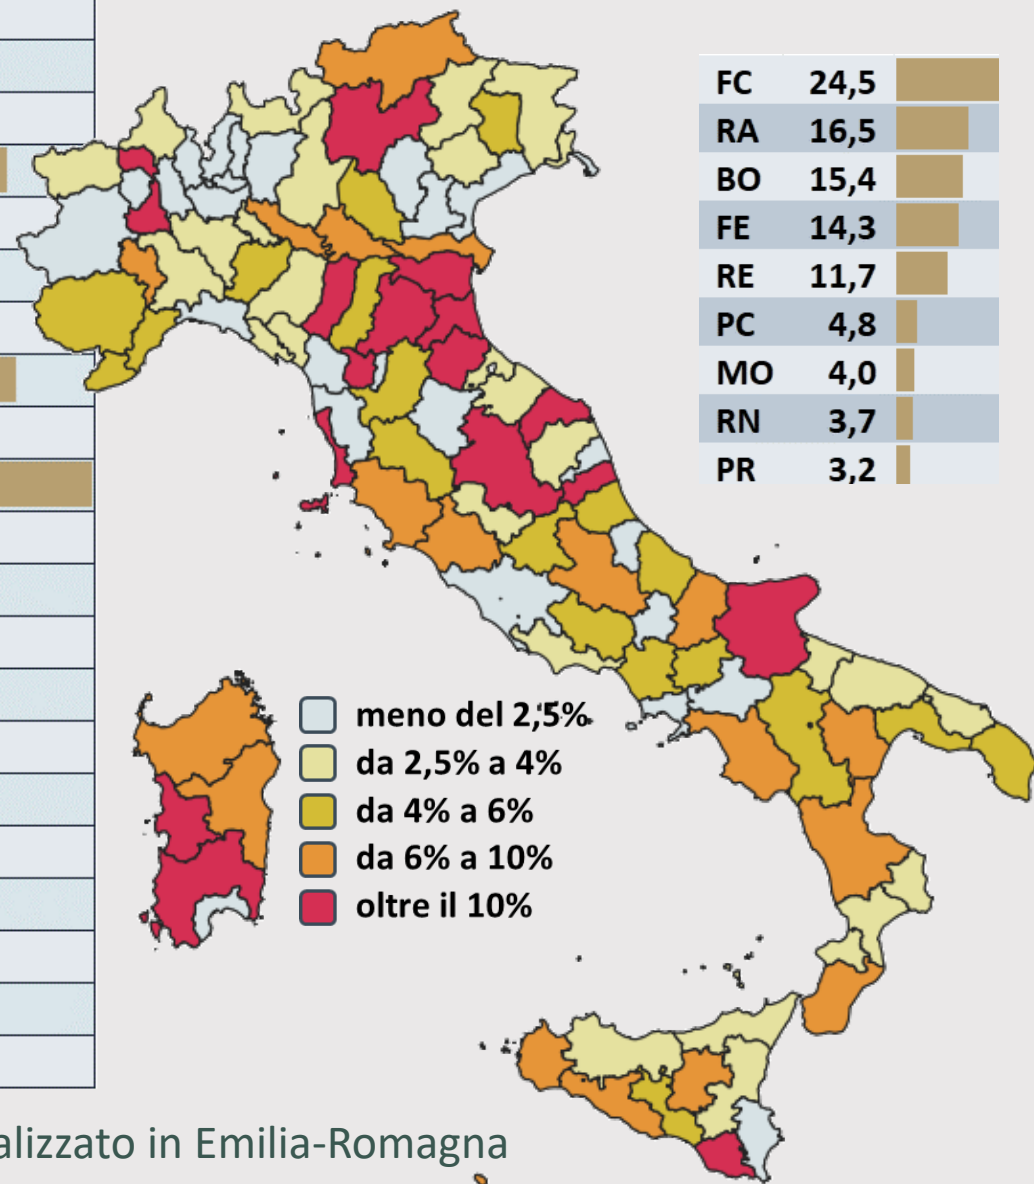 FC 24,5
RA 16,5
BO 15,4
FE 14,3
RE 11,7
PC 4,8
MO 4,0
RN 3,7
PR 3,2
meno del 2,5%
da 2,5% a 4%
da 4% a 6%
da 6% a 10%
oltre il 10%
alizzato in Emilia-Romagna